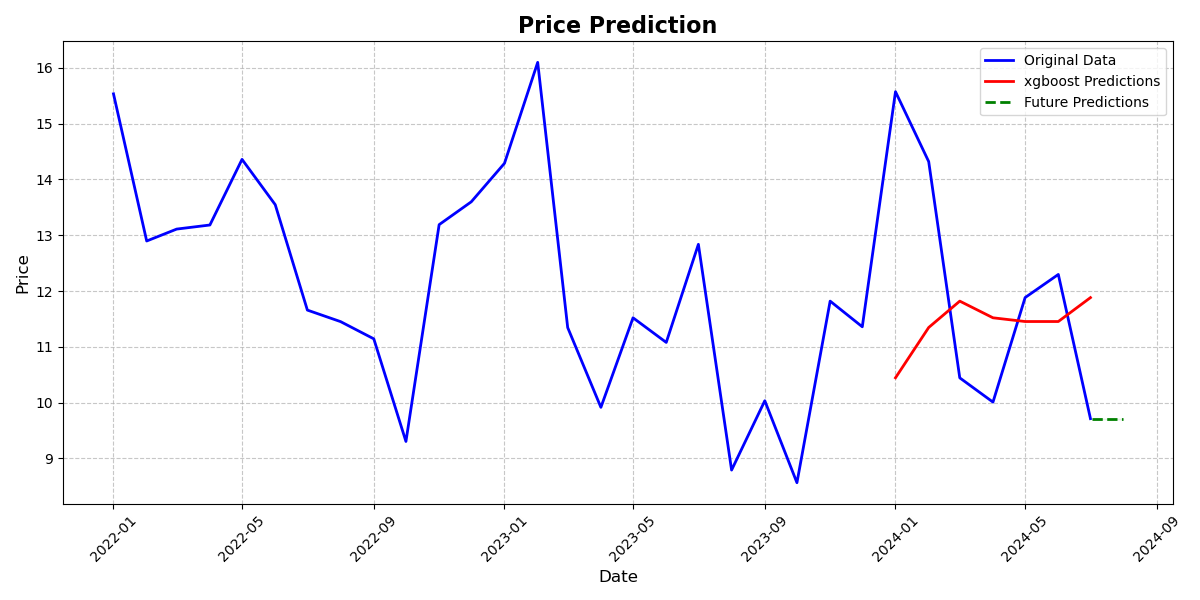 Price Prediction
Original Data
xgboost Predictions
Future Predictions
Price
16
15
14
13
12
11
10
9
2022-01
2022-05
2022-09
2023-01
2023-05
2023-09
2024-01
2024-05
2024-09
Date